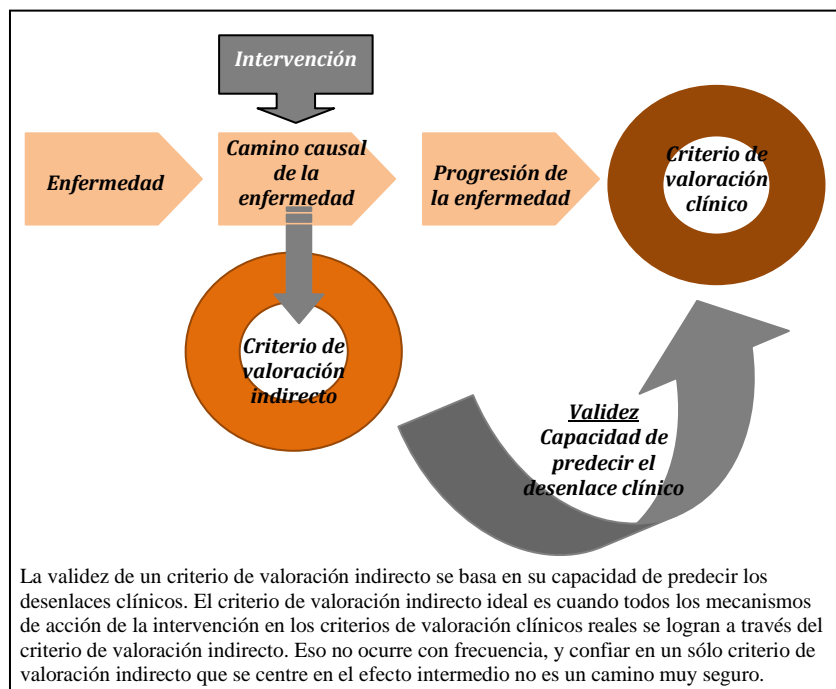 Intervención
Enfermedad
Camino causal
de la
enfermedad
Progresión de
la enfermedad
Criterio de
valoración
clínico
Criterio de
valoración
indirecto
Validez
Capacidad de
predecir el
desenlace clínico
La validez de un criterio de valoración indirecto se basa en su capacidad de predecir los
desenlaces clínicos. El criterio de valoración indirecto ideal es cuando todos los mecanismos
de acción de la intervención en los criterios de valoración clínicos reales se logran a través del
criterio de valoración indirecto. Eso no ocurre con frecuencia, y confiar en un sólo criterio de
valoración indirecto que se centre en el efecto intermedio no es un camino muy seguro.